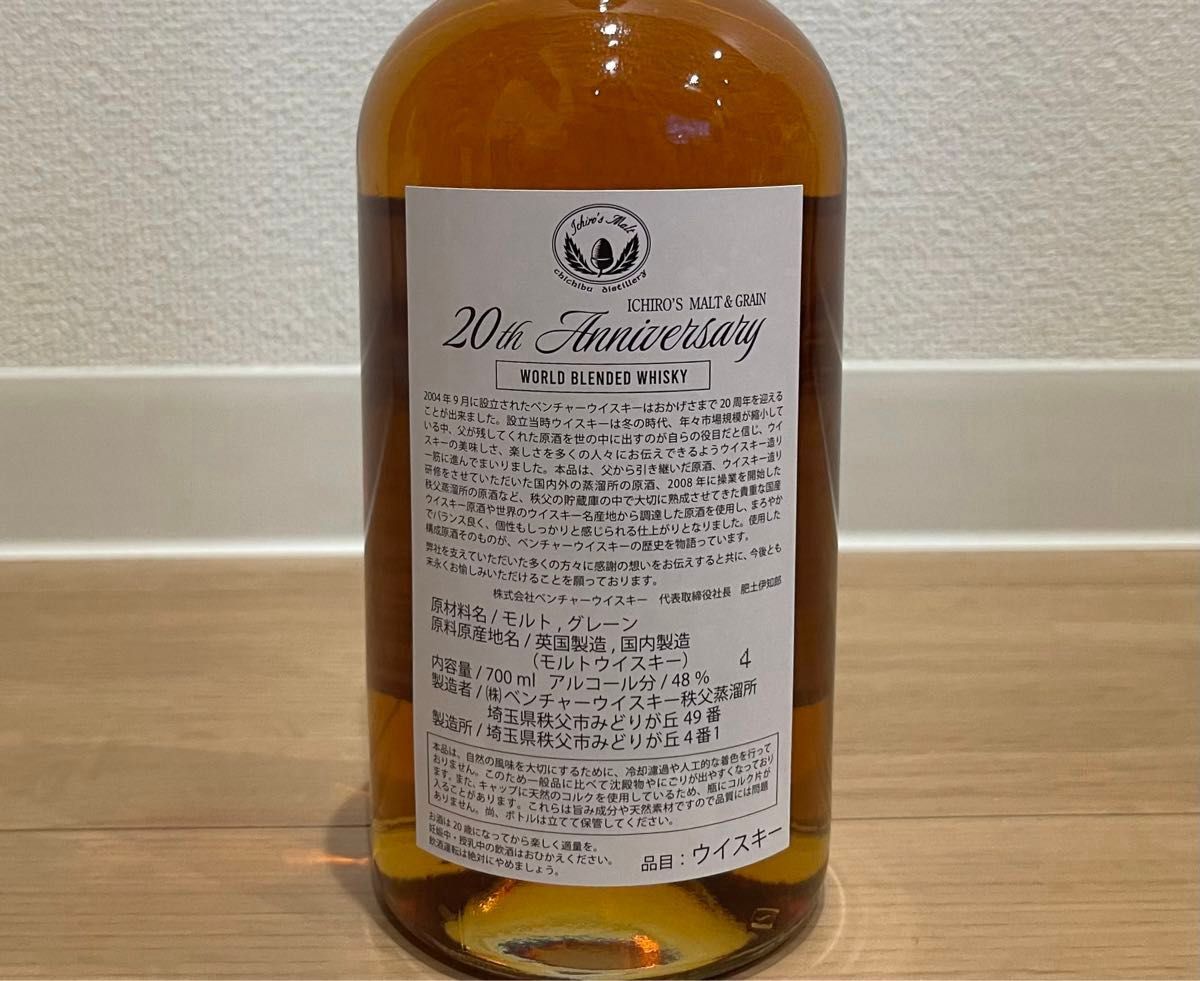 Ichiro's Malt
chichibu distillery
ICHIRO'S MALT & GRAIN
20th Anniversary
WORLD BLENDED WHISKY
2004年9月に設立されたベンチャーウイスキーはおかげさまで20周年を迎える
ことが出来ました。設立当時ウイスキーは冬の時代、年々市場規模が縮小して
いる中、父が残してくれた原酒を世の中に出すのが自らの役目だと信じ、ウイ
スキーの美味しさ、楽しさを多くの人々にお伝えできるようウイスキー造り
一筋に進んでまいりました。本品は、父から引き継いだ原酒、ウイスキー造り
研修をさせていただいた国内外の蒸溜所の原酒、2008年に操業を開始した
秩父蒸溜所の原酒など、秩父の貯蔵庫の中で大切に熟成させてきた貴重な国産
ウイスキー原酒や世界のウイスキー名産地から調達した原酒を使用し、まろやか
でバランス良く、個性もしっかりと感じられる仕上がりとなりました。使用した
構成原酒そのものが、ベンチャーウイスキーの歴史を物語っています。
弊社を支えていただいた多くの方々に感謝の想いをお伝えすると共に、今後とも
末永くお愉しみいただけることを願っております。
株式会社ベンチャーウイスキー 代表取締役社長 肥土伊知郎
原材料名/モルト,グレーン
原料原産地名/英国製造,国内製造
(モルトウイスキー) 4
内容量/700ml アルコール分/48%
製造者/㈱ベンチャーウイスキー秩父蒸溜所
埼玉県秩父市みどりが丘49番
製造所/埼玉県秩父市みどりが丘4番1
本品は、自然の風味を大切にするために、冷却濾過や人工的な着色を行って
おりません。このため一般品に比べて沈殿物やにごりが出やすくなっており
ます。また、キャップに天然のコルクを使用しているため、瓶にコルク片が
入ることがあります。これらは旨み成分や天然素材ですので品質には問題
ありません。尚、ボトルは立てて保管してください。
お酒は20歳になってから楽しく適量を。
妊娠中・授乳中の飲酒はおひかえください。
飲酒運転は絶対にやめましょう。
品目:ウイスキー